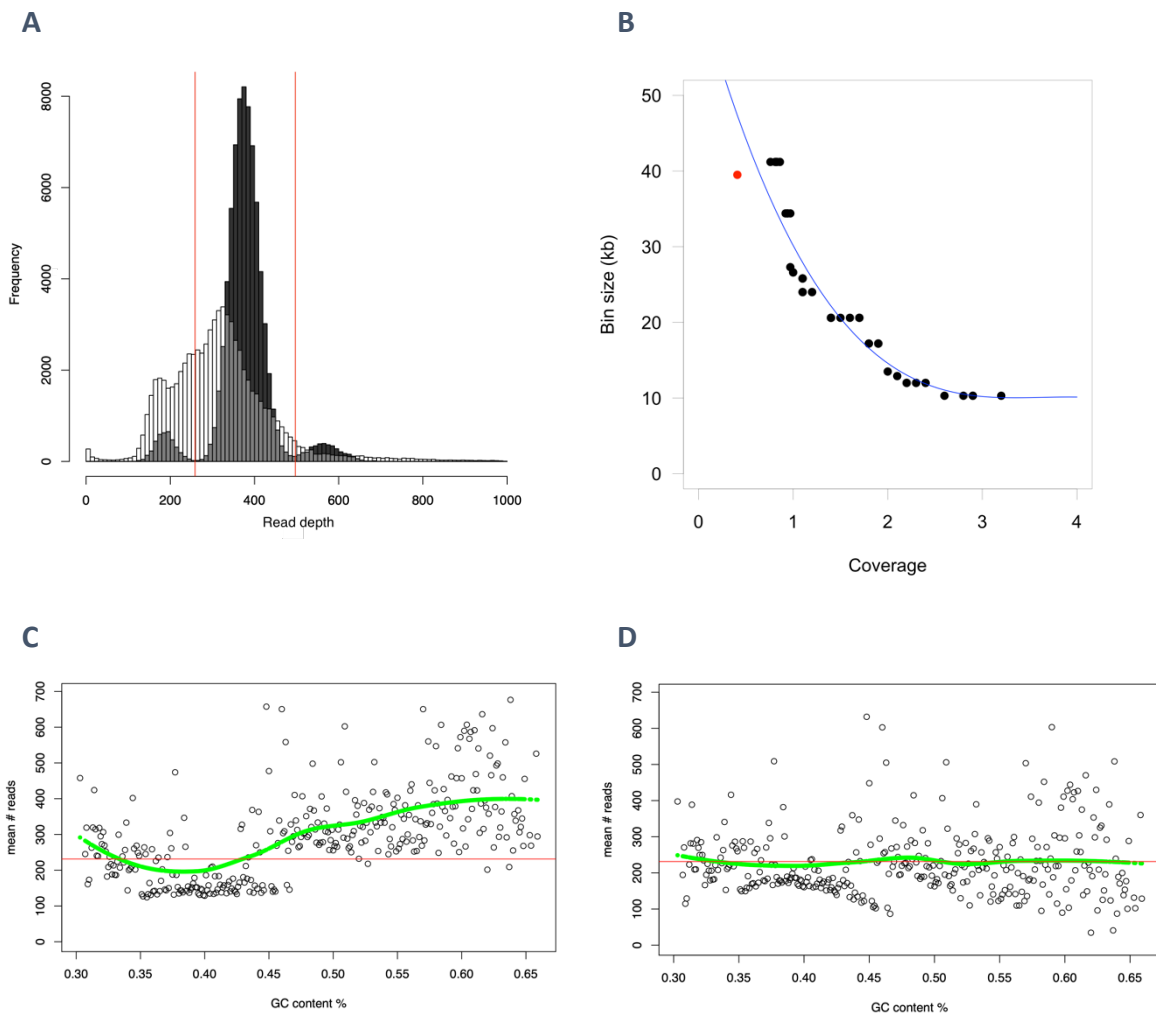 A
B
Frequency
0
2000
4000
6000
8000
0 200 400 600 800 1000
Read depth
Bin size (kb)
50
40
30
20
10
0
0 1 2 3 4
Coverage
C
D
mean # reads
700
600
500
400
300
200
100
0
0.30 0.35 0.40 0.45 0.50 0.55 0.60 0.65
GC content %
mean # reads
700
600
500
400
300
200
100
0
0.30 0.35 0.40 0.45 0.50 0.55 0.60 0.65
GC content %